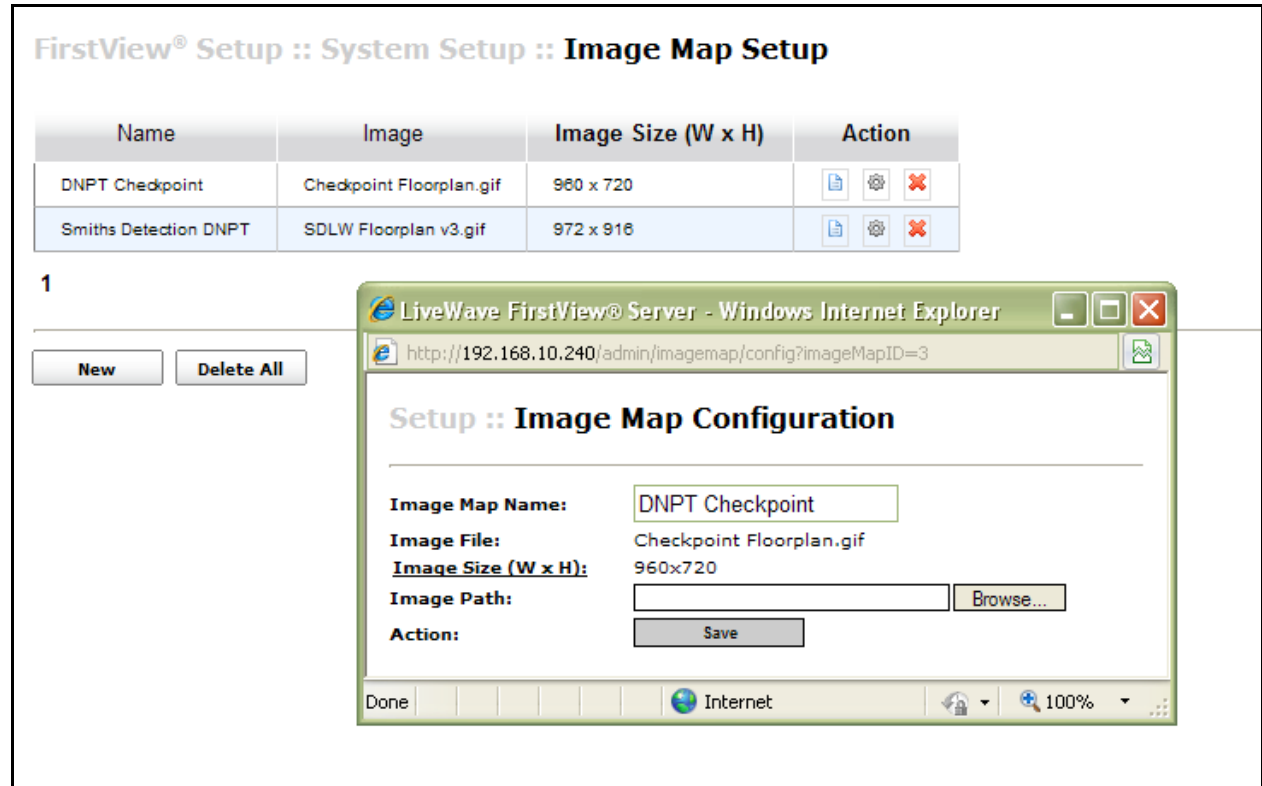 FirstView® Setup :: System Setup :: Image Map Setup
Name Image Image Size (W x H) Action
DNPT Checkpoint Checkpoint Floorplan.gif 960 x 720
Smiths Detection DNPT SDLW Floorplan v3.gif 972 x 916
1
New Delete All
LiveWave FirstView® Server - Windows Internet Explorer
http://192.168.10.240/admin/imagemap/config?imageMapID=3
Setup :: Image Map Configuration
Image Map Name: DNPT Checkpoint
Image File: Checkpoint Floorplan.gif
Image Size (W x H): 960x720
Image Path: Browse...
Action: Save
Done Internet 100%